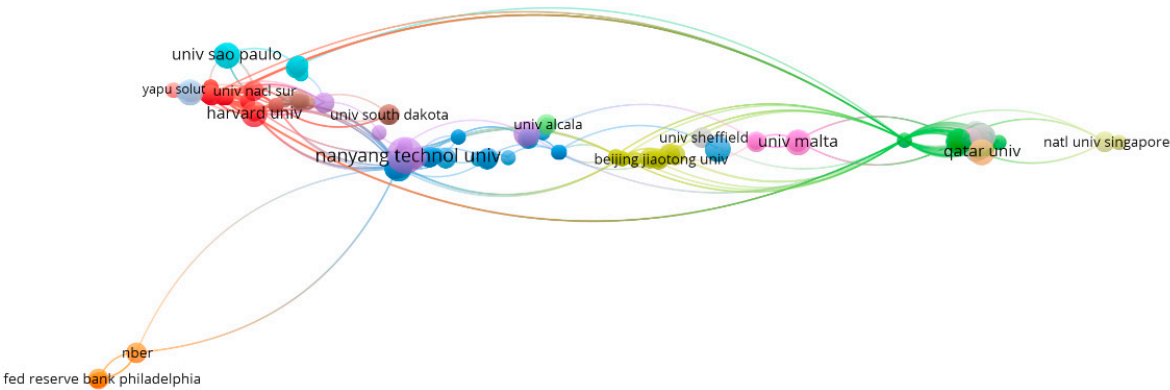 univ sao paulo
yapu solut
univ nacl sur
harvard univ
univ south dakota
nanyang technol univ
univ alcala
beijing jiaotong univ
univ sheffield
univ malta
qatar univ
natl univ singapore
nber
fed reserve bank philadelphia